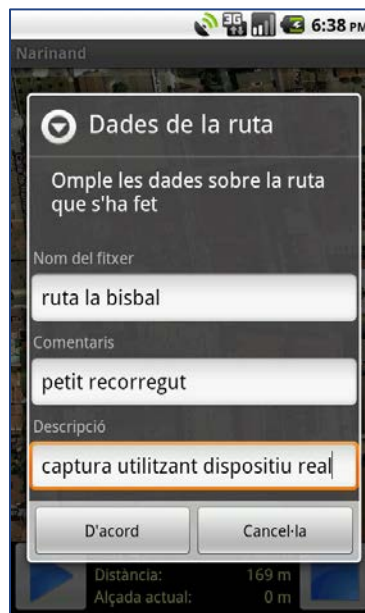 3G
6:38 PM
Narinand
Dades de la ruta
Omple les dades sobre la ruta
que s'ha fet
Nom del fitxer
ruta la bisbal
Comentaris
petit recorregut
Descripció
captura utilitzant dispositiu real
D'acord
Cancel·la
Distància: 169 m
Alçada actual: 0 m